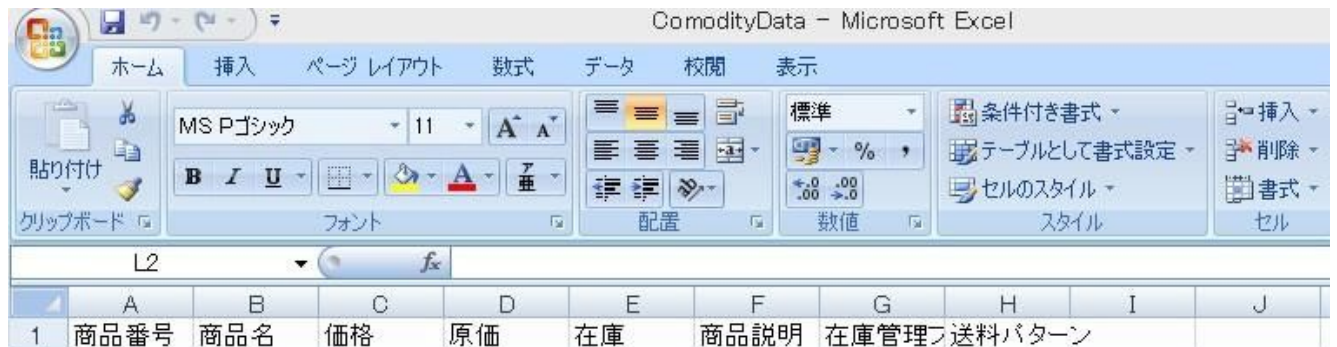 ComodityData - Microsoft Excel
ホーム 挿入 ページ レイアウト 数式 データ 校閲 表示
MS Pゴシック 11 A A 標準 条件付き書式 挿入
貼り付け % , テーブルとして書式設定 削除
B I U A ア亜 .0 .00 .00 .0 セルのスタイル 書式
クリップボード フォント 配置 数値 スタイル セル
L2 fx
A B C D E F G H I J
1 商品番号 商品名 価格 原価 在庫 商品説明 在庫管理フ 送料パターン